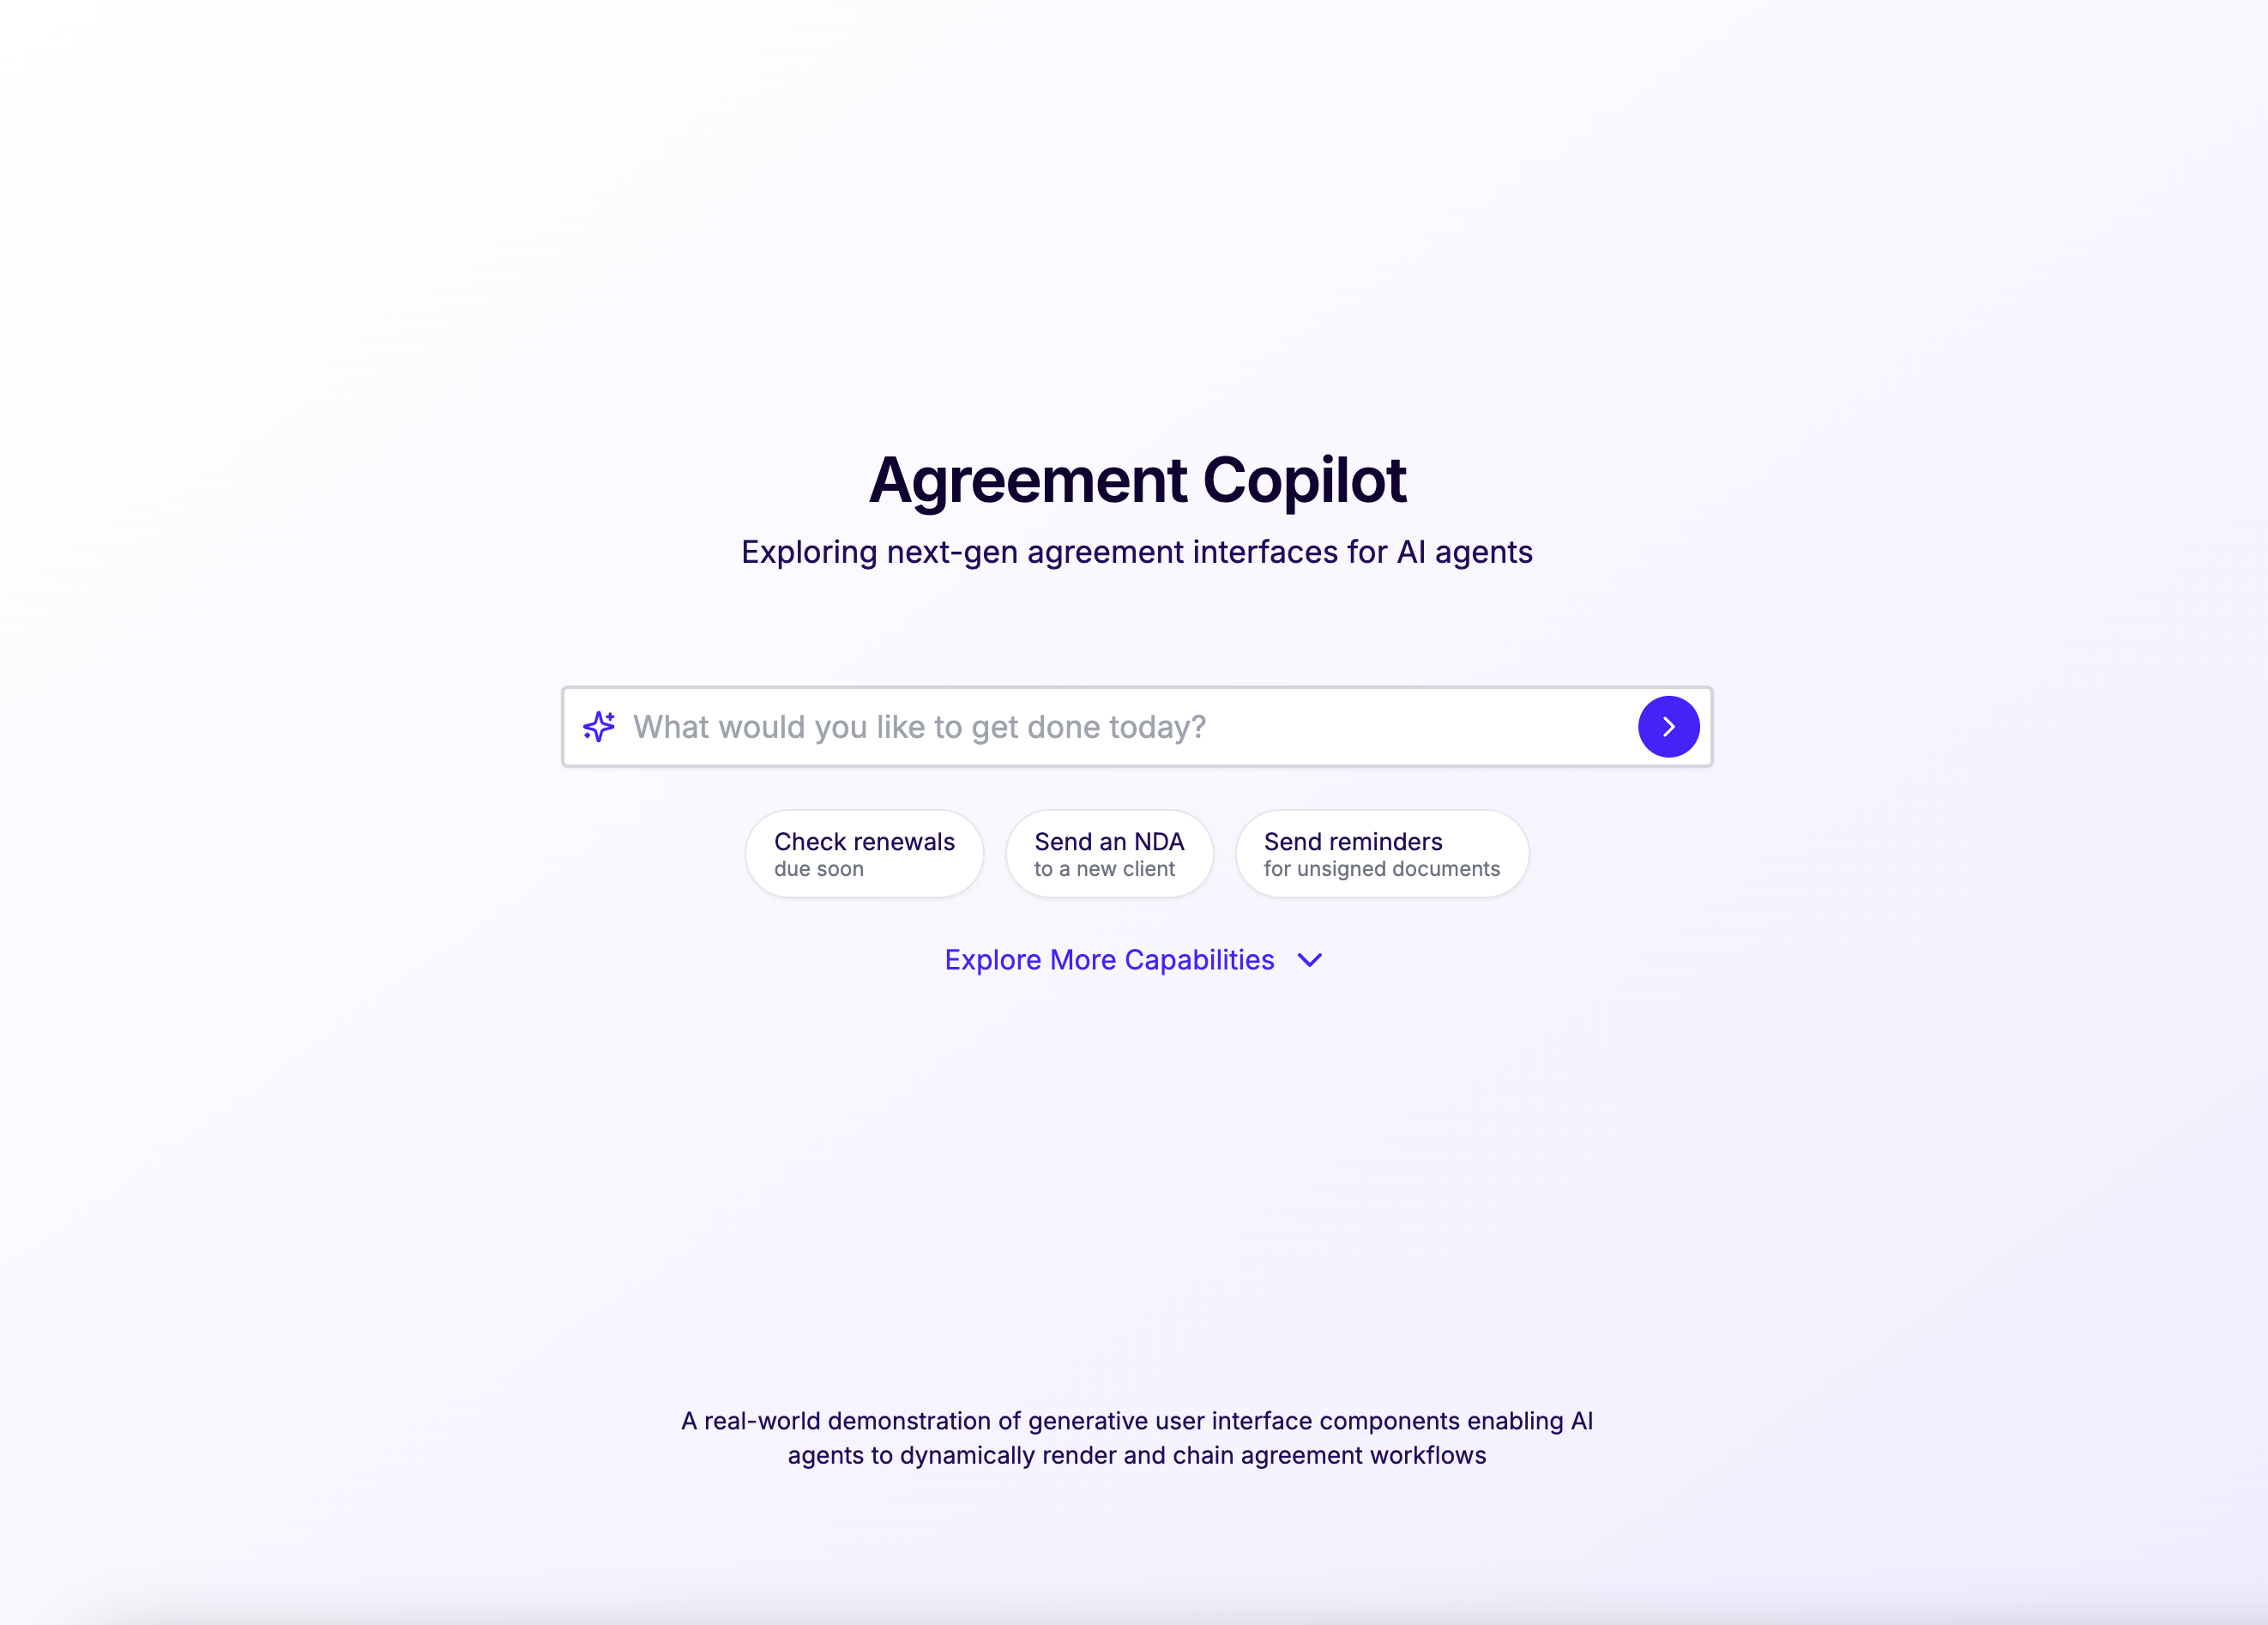 Agreement Copilot
Exploring next-gen agreement interfaces for AI agents
What would you like to get done today?
Check renewals
due soon
Send an NDA
to a new client
Send reminders
for unsigned documents
Explore More Capabilities
A real-world demonstration of generative user interface components enabling AI
agents to dynamically render and chain agreement workflows